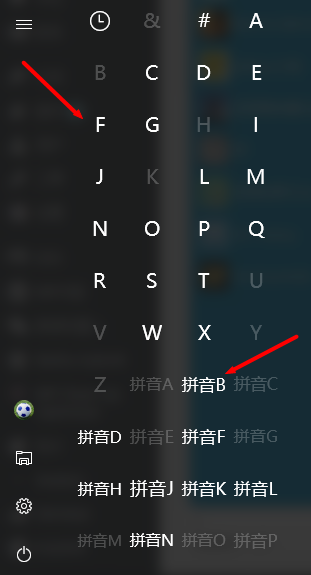 & # A
B C D E
F G H I
J K L M
N O P Q
R S T U
V W X Y
Z 拼音A 拼音B 拼音C
拼音D 拼音E 拼音F 拼音G
拼音H 拼音J 拼音K 拼音L
拼音M 拼音N 拼音O 拼音P